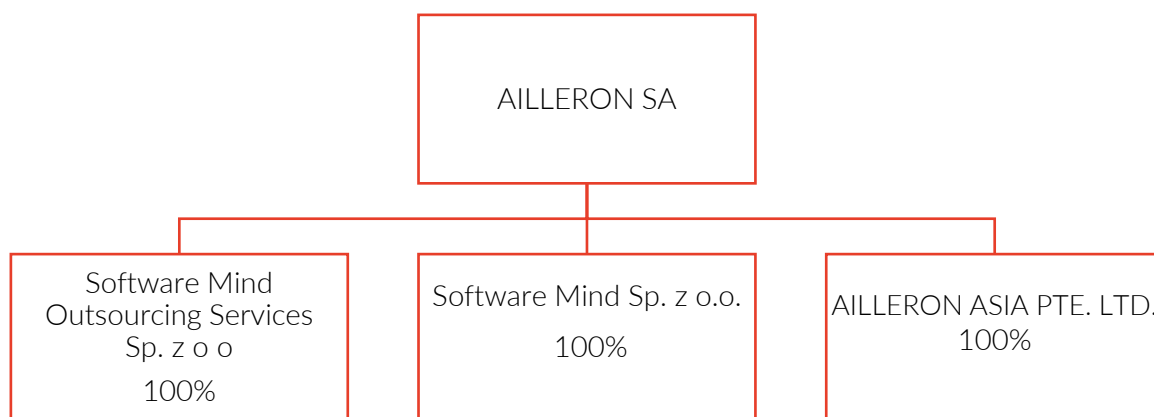 AILLERON SA
Software Mind
Outsourcing Services
Sp. z o o
100%
Software Mind Sp. z o.o.
100%
AILLERON ASIA PTE. LTD.
100%